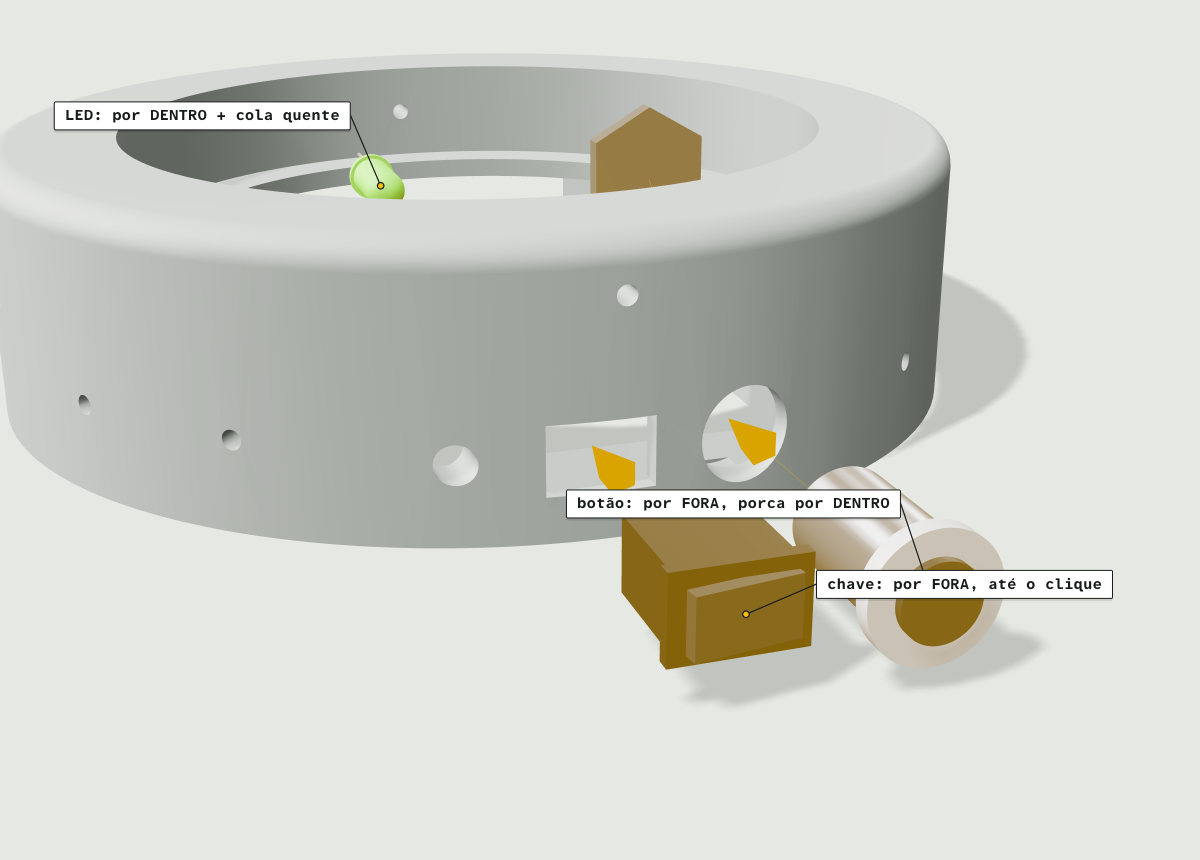 LED: por DENTRO + cola quente
botão: por FORA, porca por DENTRO
chave: por FORA, até o clique